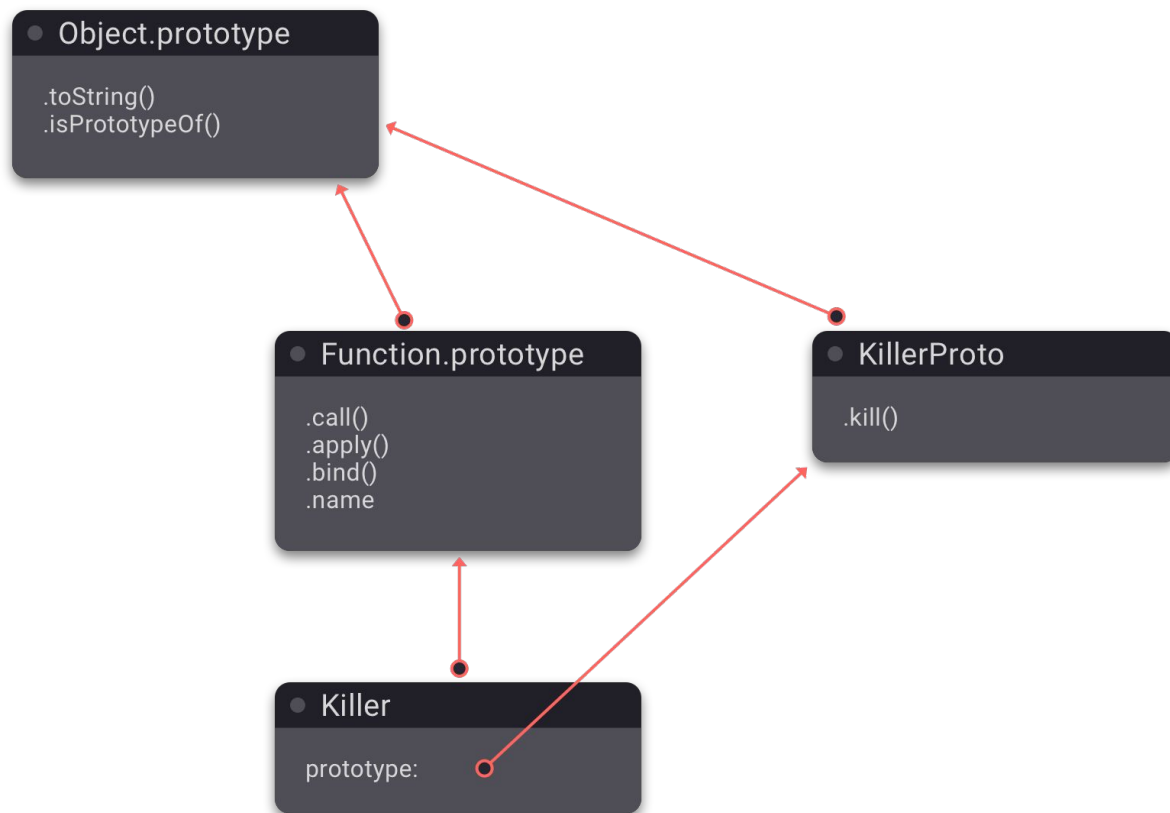 Object.prototype
.toString()
.isPrototypeOf()
Function.prototype
.call()
.apply()
.bind()
.name
KillerProto
.kill()
Killer
prototype: